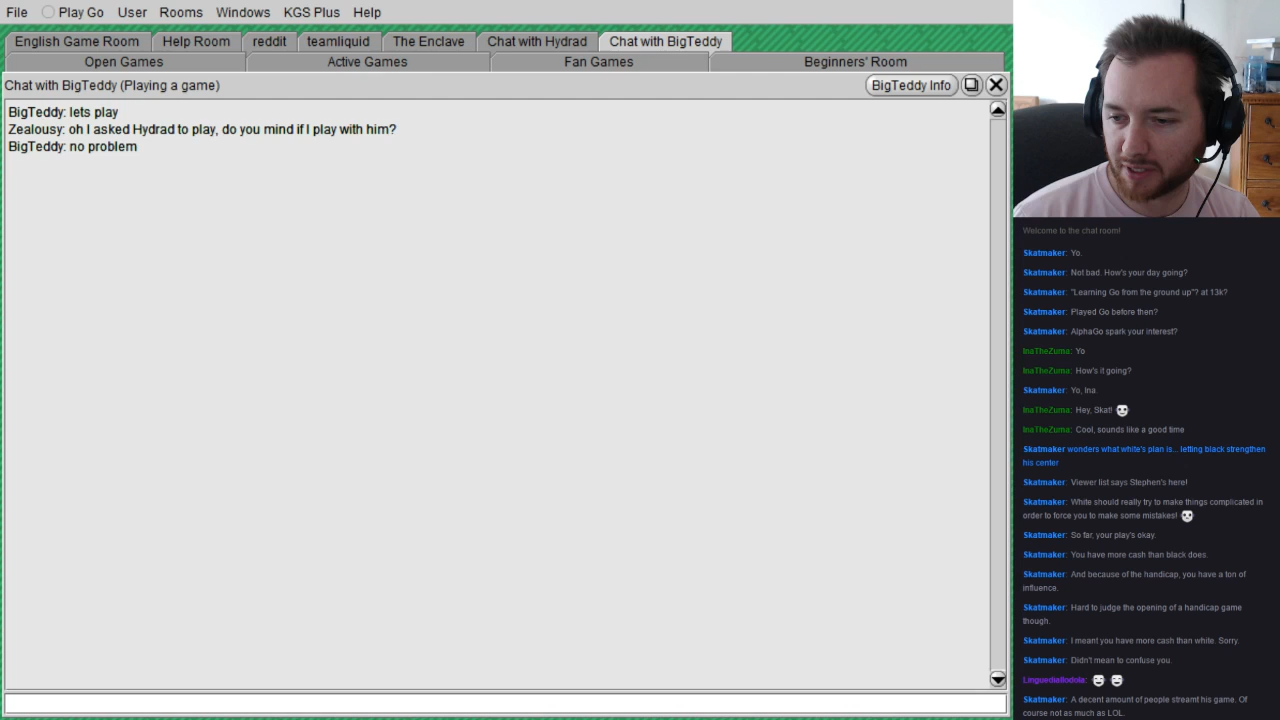 File Play Go User Rooms Windows KGS Plus Help
English Game Room Help Room reddit teamliquid The Enclave Chat with Hydrad Chat with BigTeddy
Open Games Active Games Fan Games Beginners' Room
Chat with BigTeddy (Playing a game) BigTeddy Info
BigTeddy: lets play
Zealousy: oh I asked Hydrad to play, do you mind if I play with him?
BigTeddy: no problem
Welcome to the chat room!
Skatmaker: Yo.
Skatmaker: Not bad. How's your day going?
Skatmaker: "Learning Go from the ground up"? at 13k?
Skatmaker: Played Go before then?
Skatmaker: AlphaGo spark your interest?
InaTheZuma: Yo
InaTheZuma: How's it going?
Skatmaker: Yo, Ina.
InaTheZuma: Hey, Skat!
InaTheZuma: Cool, sounds like a good time
Skatmaker wonders what white's plan is... letting black strengthen
his center
Skatmaker: Viewer list says Stephen's here!
Skatmaker: White should really try to make things complicated in
order to force you to make some mistakes!
Skatmaker: So far, your play's okay.
Skatmaker: You have more cash than black does.
Skatmaker: And because of the handicap, you have a ton of
influence.
Skatmaker: Hard to judge the opening of a handicap game
though.
Skatmaker: I meant you have more cash than white. Sorry.
Skatmaker: Didn't mean to confuse you.
Linguediallodola:
Skatmaker: A decent amount of people streamt his game. Of
course not as much as LOL.